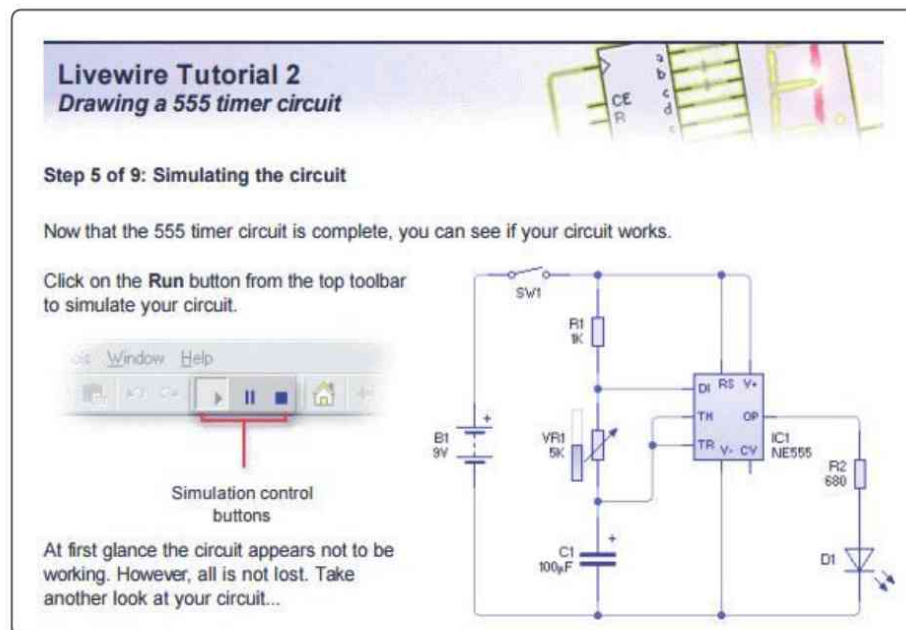 Livewire Tutorial 2
Drawing a 555 timer circuit
a
b
c
d
CE
R
Step 5 of 9: Simulating the circuit
Now that the 555 timer circuit is complete, you can see if your circuit works.
Click on the Run button from the top toolbar
to simulate your circuit.
Window Help
Simulation control
buttons
At first glance the circuit appears not to be
working. However, all is not lost. Take
another look at your circuit...
SW1
R1
1K
B1
9V
+
VR1
5K
DI RS V+
TH OP
TR V- CV
IC1
NE555
R2
680
C1
100µF
+
D1